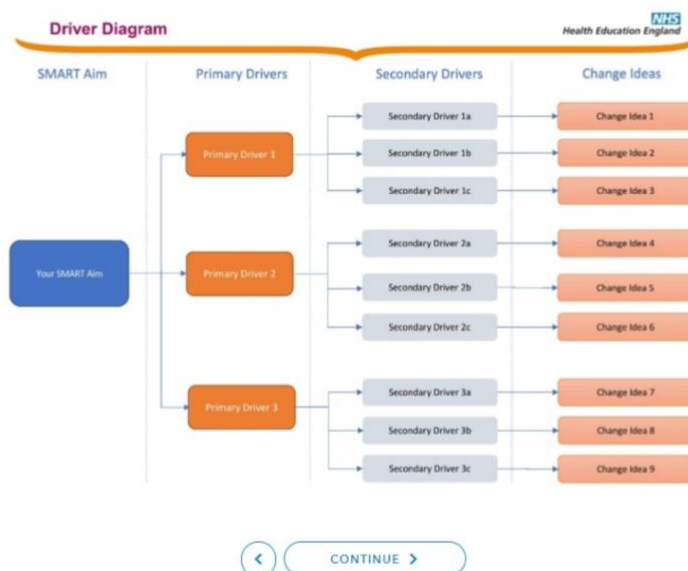 Driver Diagram
NHS
Health Education England
SMART Aim
Primary Drivers
Secondary Drivers
Change Ideas
Your SMART Aim
Primary Driver 1
Secondary Driver 1a
Change Idea 1
Secondary Driver 1b
Change Idea 2
Secondary Driver 1c
Change Idea 3
Primary Driver 2
Secondary Driver 2a
Change Idea 4
Secondary Driver 2b
Change Idea 5
Secondary Driver 2c
Change Idea 6
Primary Driver 3
Secondary Driver 3a
Change Idea 7
Secondary Driver 3b
Change Idea 8
Secondary Driver 3c
Change Idea 9
CONTINUE